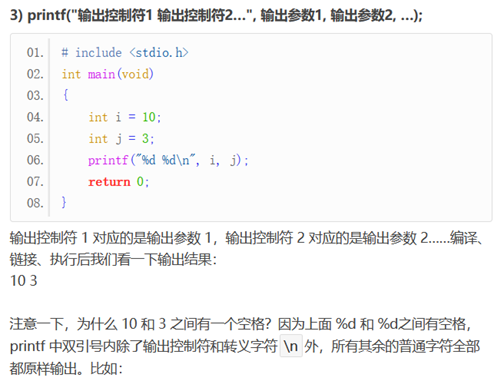 3) printf("输出控制符1 输出控制符2…", 输出参数1, 输出参数2, …);
01. # include <stdio.h>
02. int main(void)
03. {
04. int i = 10;
05. int j = 3;
06. printf("%d %d\n", i, j);
07. return 0;
08. }
输出控制符 1 对应的是输出参数 1，输出控制符 2 对应的是输出参数 2……编译、
链接、执行后我们看一下输出结果：
10 3
注意一下，为什么 10 和 3 之间有一个空格？因为上面 %d 和 %d之间有空格，
printf 中双引号内除了输出控制符和转义字符 \n 外，所有其余的普通字符全部
都原样输出。比如：